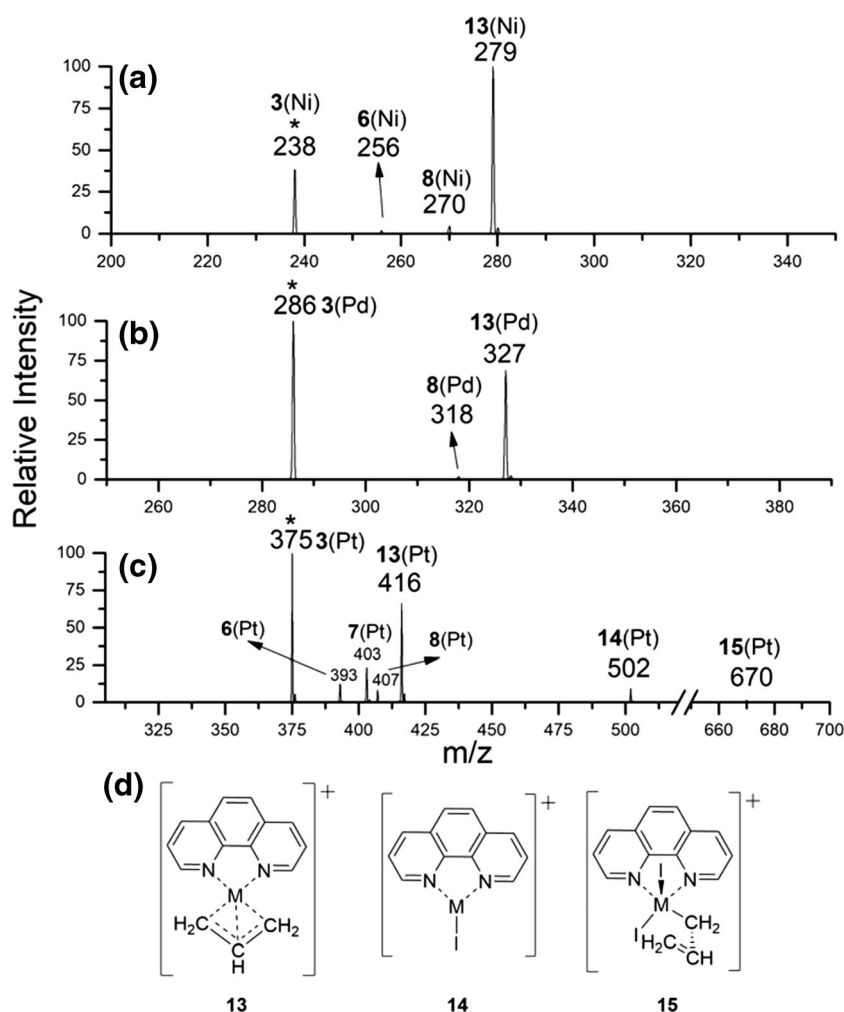 13(Ni)
279
(a)
3(Ni)
*
238
6(Ni)
256
8(Ni)
270
100
75
50
25
0
200 220 240 260 280 300 320 340
Relative Intensity
(b)
*
286 3(Pd)
13(Pd)
327
8(Pd)
318
100
75
50
25
0
260 280 300 320 340 360 380
(c)
*
375 3(Pt)
13(Pt)
416
6(Pt)
393
7(Pt)
403
8(Pt)
407
14(Pt)
502
15(Pt)
670
100
75
50
25
0
325 350 375 400 425 450 475 500 660 680 700
m/z
(d)
+
N N
M
H2C CH2
C
H
13
+
N N
M
I
14
+
N N
M
I CH2
H2C
CH
I
15